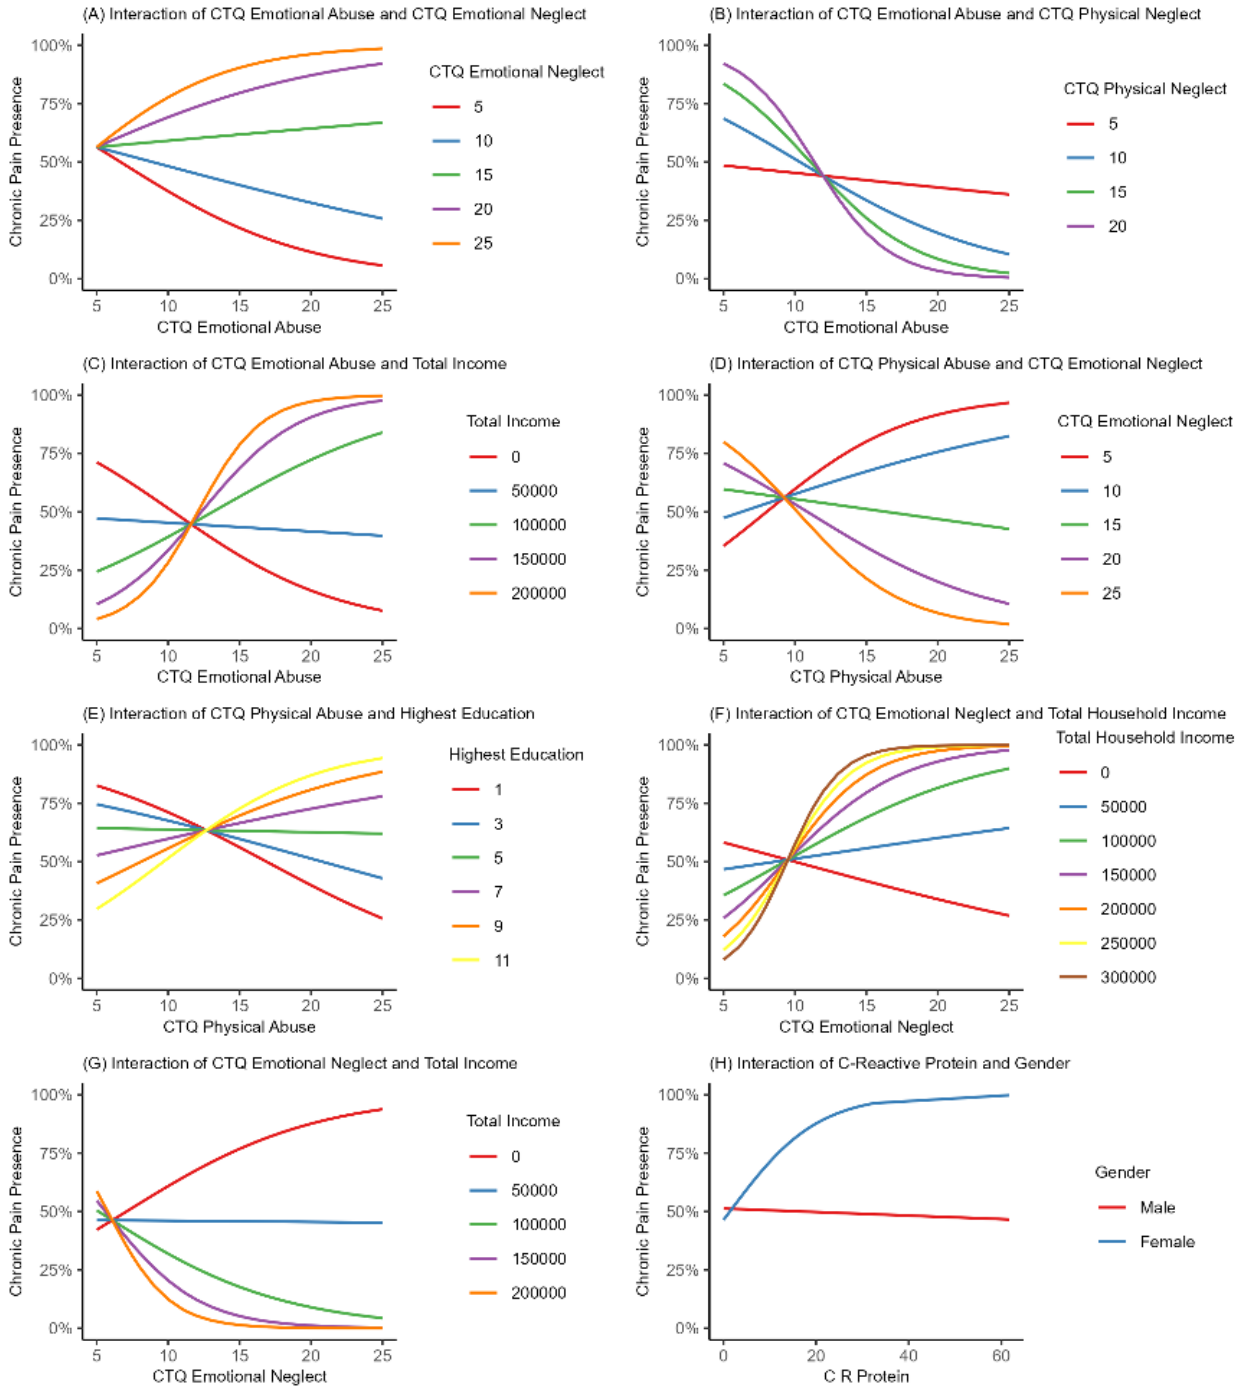 (A) Interaction of CTQ Emotional Abuse and CTQ Emotional Neglect
100%
75%
50%
25%
0%
Chronic Pain Presence
5 10 15 20 25
CTQ Emotional Abuse
CTQ Emotional Neglect
5
10
15
20
25
(B) Interaction of CTQ Emotional Abuse and CTQ Physical Neglect
100%
75%
50%
25%
0%
Chronic Pain Presence
5 10 15 20 25
CTQ Emotional Abuse
CTQ Physical Neglect
5
10
15
20
(C) Interaction of CTQ Emotional Abuse and Total Income
100%
75%
50%
25%
0%
Chronic Pain Presence
5 10 15 20 25
CTQ Emotional Abuse
Total Income
0
50000
100000
150000
200000
(D) Interaction of CTQ Physical Abuse and CTQ Emotional Neglect
100%
75%
50%
25%
0%
Chronic Pain Presence
5 10 15 20 25
CTQ Physical Abuse
CTQ Emotional Neglect
5
10
15
20
25
(E) Interaction of CTQ Physical Abuse and Highest Education
100%
75%
50%
25%
0%
Chronic Pain Presence
5 10 15 20 25
CTQ Physical Abuse
Highest Education
1
3
5
7
9
11
(F) Interaction of CTQ Emotional Neglect and Total Household Income
100%
75%
50%
25%
0%
Chronic Pain Presence
5 10 15 20 25
CTQ Emotional Neglect
Total Household Income
0
50000
100000
150000
200000
250000
300000
(G) Interaction of CTQ Emotional Neglect and Total Income
100%
75%
50%
25%
0%
Chronic Pain Presence
5 10 15 20 25
CTQ Emotional Neglect
Total Income
0
50000
100000
150000
200000
(H) Interaction of C-Reactive Protein and Gender
100%
75%
50%
25%
0%
Chronic Pain Presence
0 20 40 60
C R Protein
Gender
Male
Female